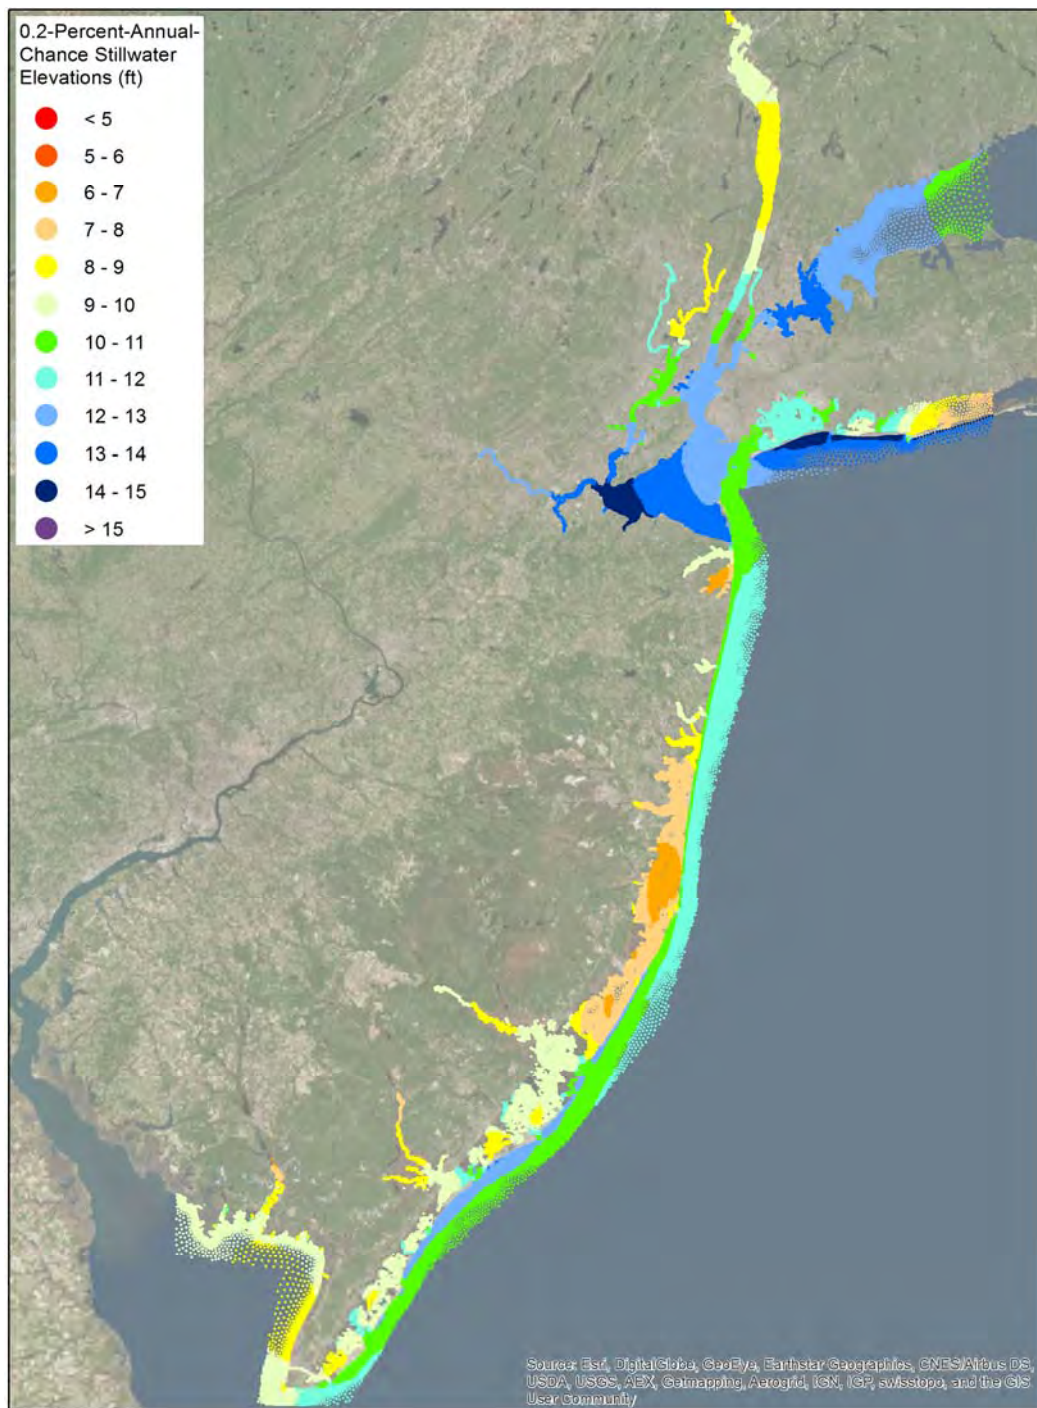 0.2-Percent-Annual-
Chance Stillwater
Elevations (ft)
< 5
5 - 6
6 - 7
7 - 8
8 - 9
9 - 10
10 - 11
11 - 12
12 - 13
13 - 14
14 - 15
> 15
Source: Esri, DigitalGlobe, GeoEye, Earthstar Geographics, CNES/Airbus DS,
USDA, USGS, AEX, Getmapping, Aerogrid, IGN, IGP, swisstopo, and the GIS
User Community